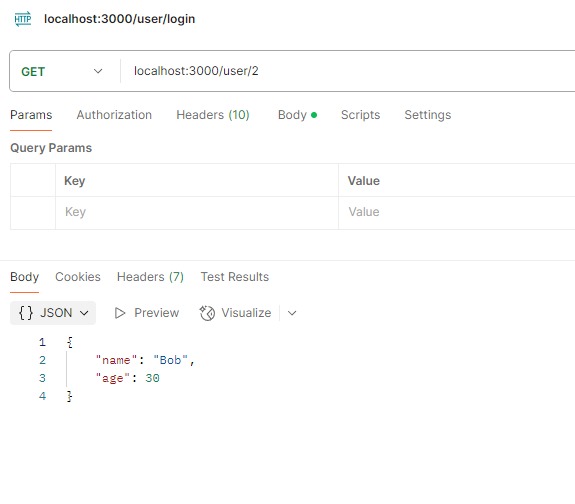 HTTP localhost:3000/user/login
GET localhost:3000/user/2
Params Authorization Headers (10) Body Scripts Settings
Query Params
Key Value
Key Value
Body Cookies Headers (7) Test Results
{} JSON Preview Visualize
1 {
2 "name": "Bob",
3 "age": 30
4 }